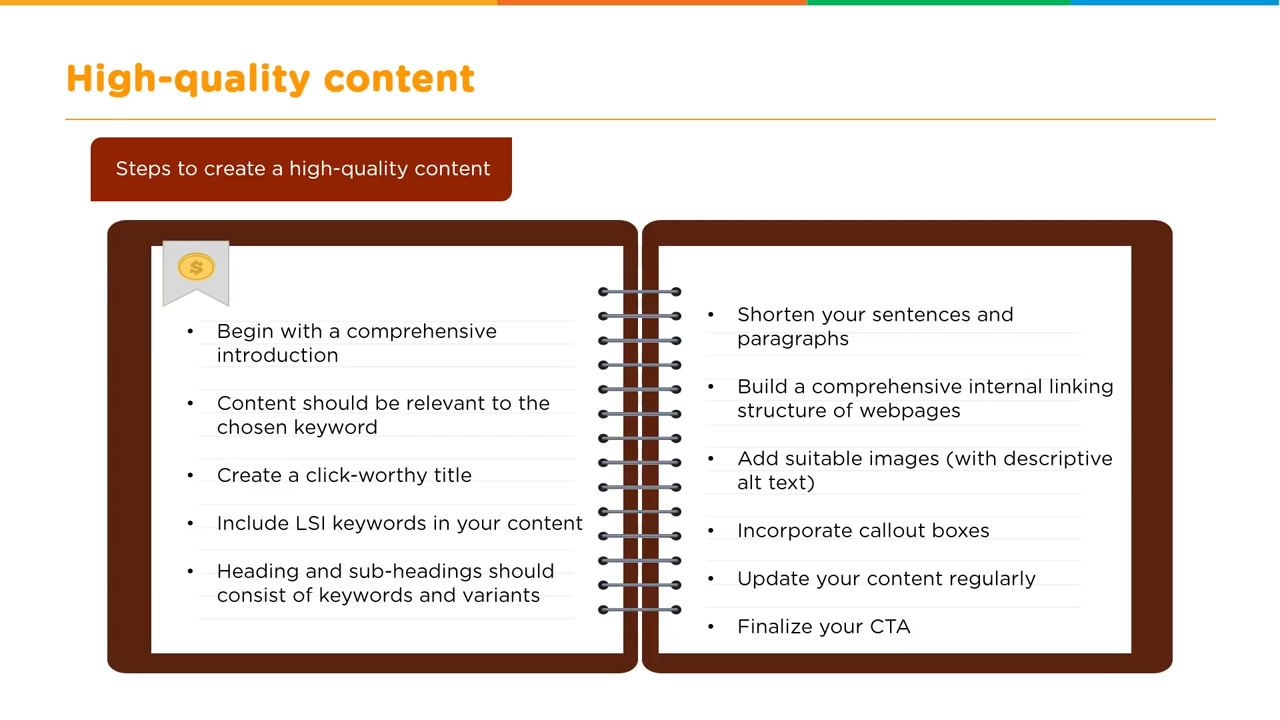 High-quality content
Steps to create a high-quality content
$
• Begin with a comprehensive
introduction
• Content should be relevant to the
chosen keyword
• Create a click-worthy title
• Include LSI keywords in your content
• Heading and sub-headings should
consist of keywords and variants
• Shorten your sentences and
paragraphs
• Build a comprehensive internal linking
structure of webpages
• Add suitable images (with descriptive
alt text)
• Incorporate callout boxes
• Update your content regularly
• Finalize your CTA